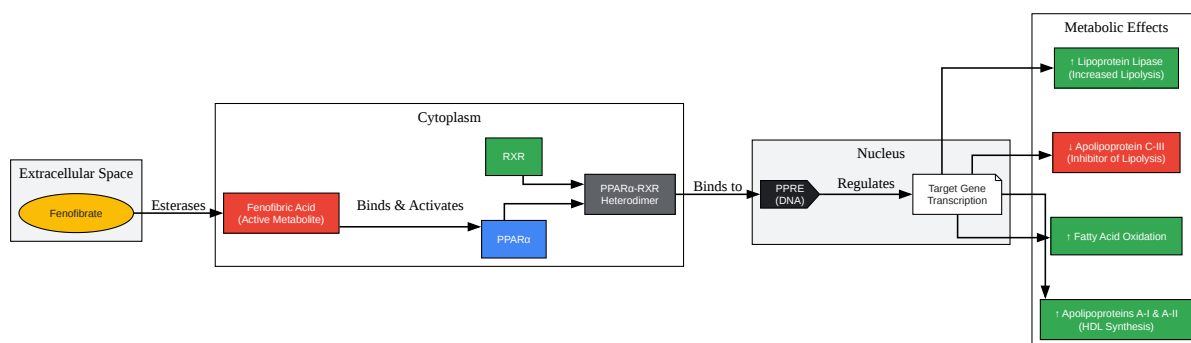 Extracellular Space
Fenofibrate
Esterases
Cytoplasm
Fenofibric Acid
(Active Metabolite)
Binds & Activates
RXR
PPARα
PPARα-RXR
Heterodimer
Binds to
Nucleus
PPRE
(DNA)
Regulates
Target Gene
Transcription
Metabolic Effects
↑ Lipoprotein Lipase
(Increased Lipolysis)
↓ Apolipoprotein C-III
(Inhibitor of Lipolysis)
↑ Fatty Acid Oxidation
↑ Apolipoproteins A-I & A-II
(HDL Synthesis)